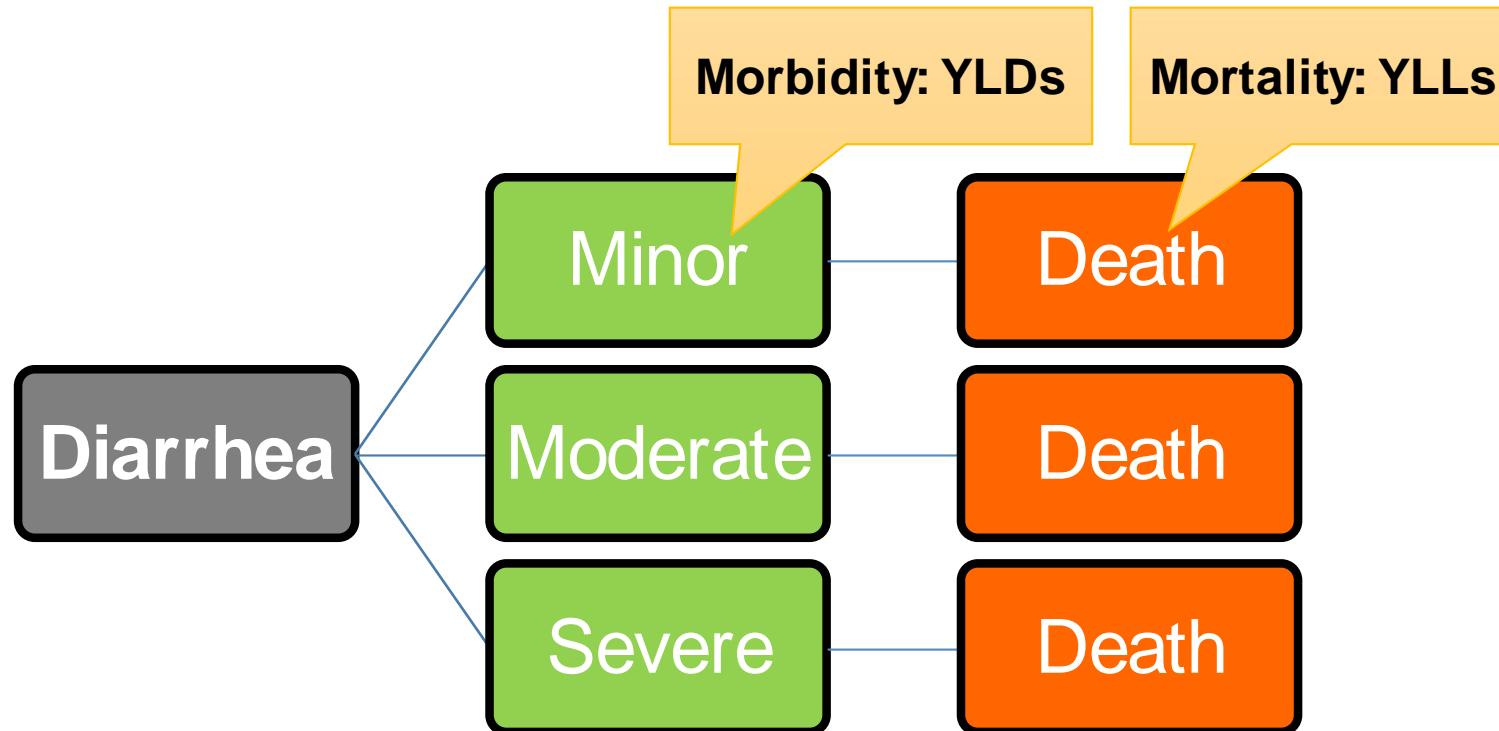 Morbidity: YLDs
Mortality: YLLs
Minor
Death
Diarrhea
Moderate
Death
Severe
Death